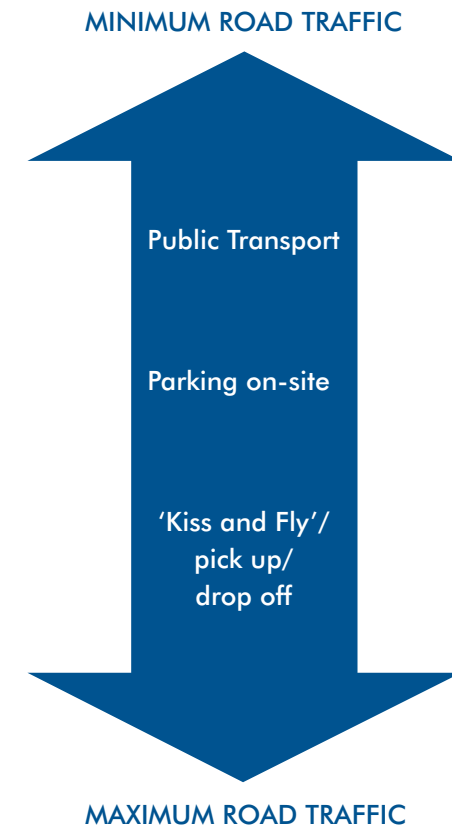 MINIMUM ROAD TRAFFIC
Public Transport
Parking on-site
‘Kiss and Fly’/
pick up/
drop off
MAXIMUM ROAD TRAFFIC